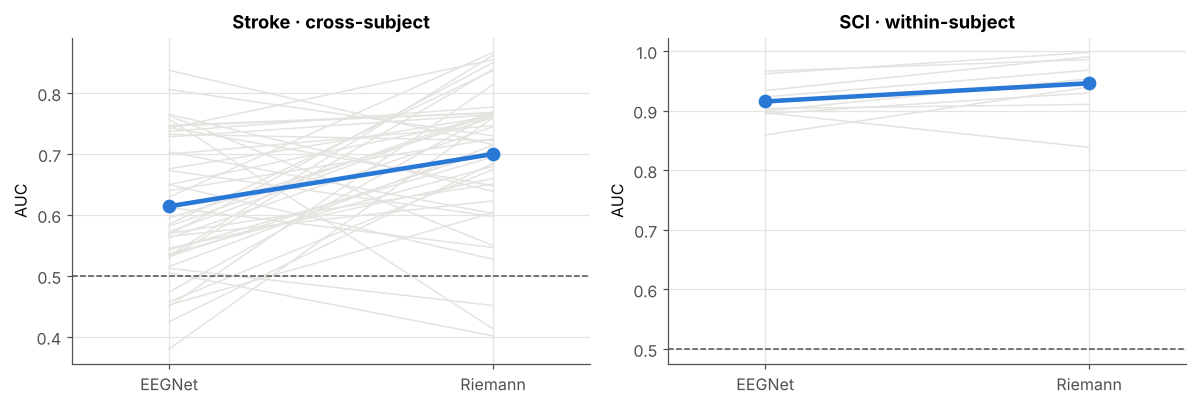 Stroke · cross-subject
AUC
0.8
0.7
0.6
0.5
0.4
EEGNet
Riemann
SCI · within-subject
AUC
1.0
0.9
0.8
0.7
0.6
0.5
EEGNet
Riemann